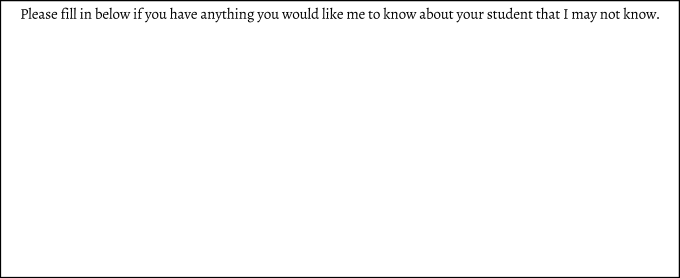 Please fill in below if you have anything you would like me to know about your student that I may not know.